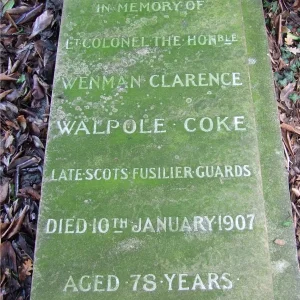 IN MEMORY OF
LT COLONEL THE HONBLE
WENMAN CLARENCE
WALPOLE · COKE
LATE · SCOTS · FUSILIER · GUARDS
DIED 10TH JANUARY 1907
AGED · 78 · YEARS ·